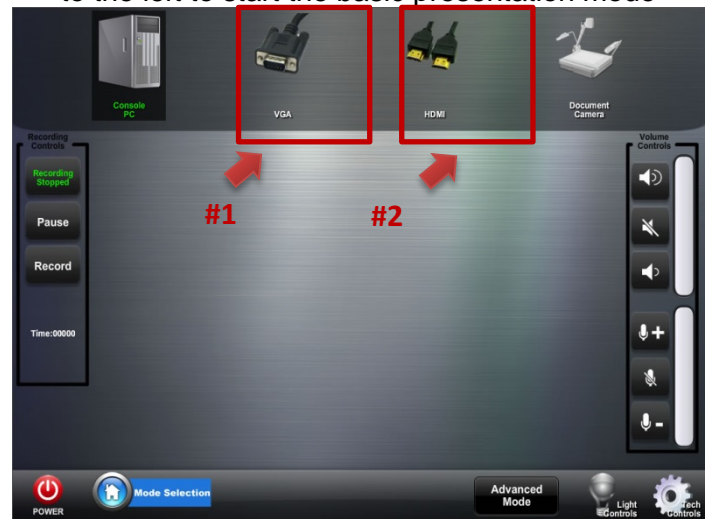 to the left to start the basic presentation mode
Console
PC
VGA
HDMI
Document
Camera
Recording
Controls
Volume
Controls
Recording
Stopped
#1
#2
Pause
Record
Time:00000
POWER
Mode Selection
Advanced
Mode
Light
Controls
Tech
Controls